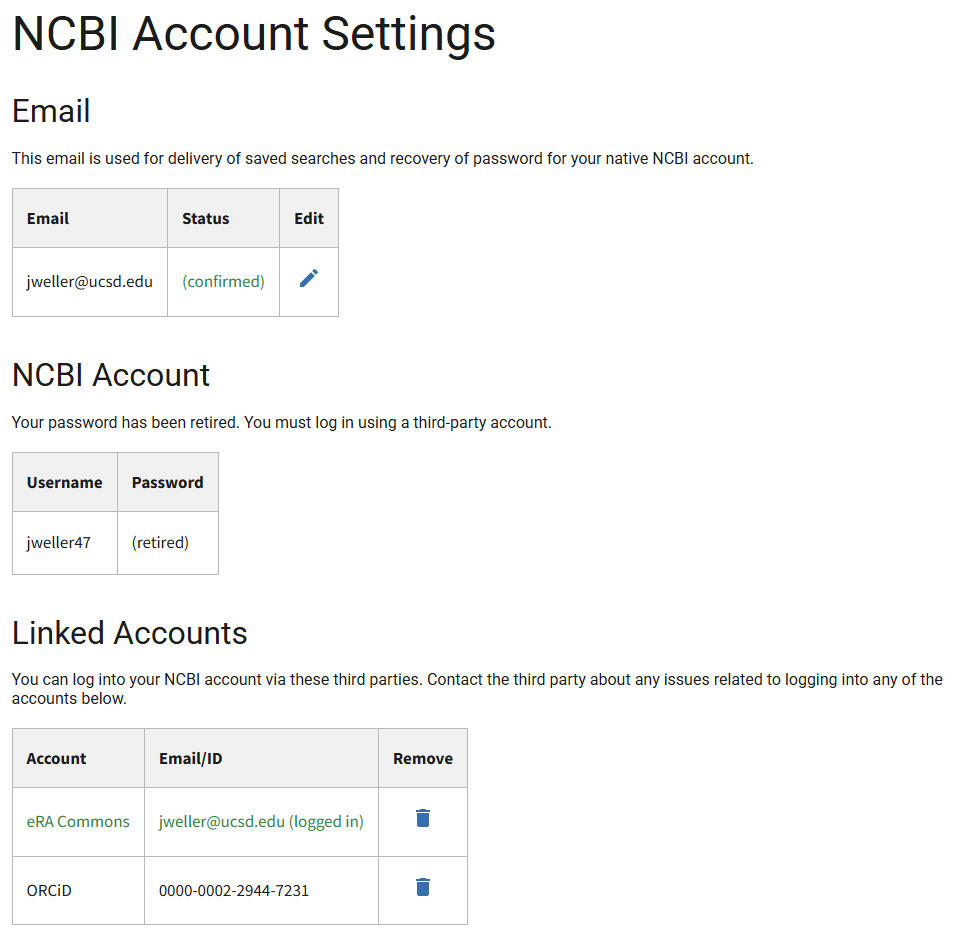 NCBI Account Settings
Email
This email is used for delivery of saved searches and recovery of password for your native NCBI account.
Email Status Edit
jweller@ucsd.edu (confirmed)
NCBI Account
Your password has been retired. You must log in using a third-party account.
Username Password
jweller47 (retired)
Linked Accounts
You can log into your NCBI account via these third parties. Contact the third party about any issues related to logging into any of the
accounts below.
Account Email/ID Remove
eRA Commons jweller@ucsd.edu (logged in)
ORCiD 0000-0002-2944-7231